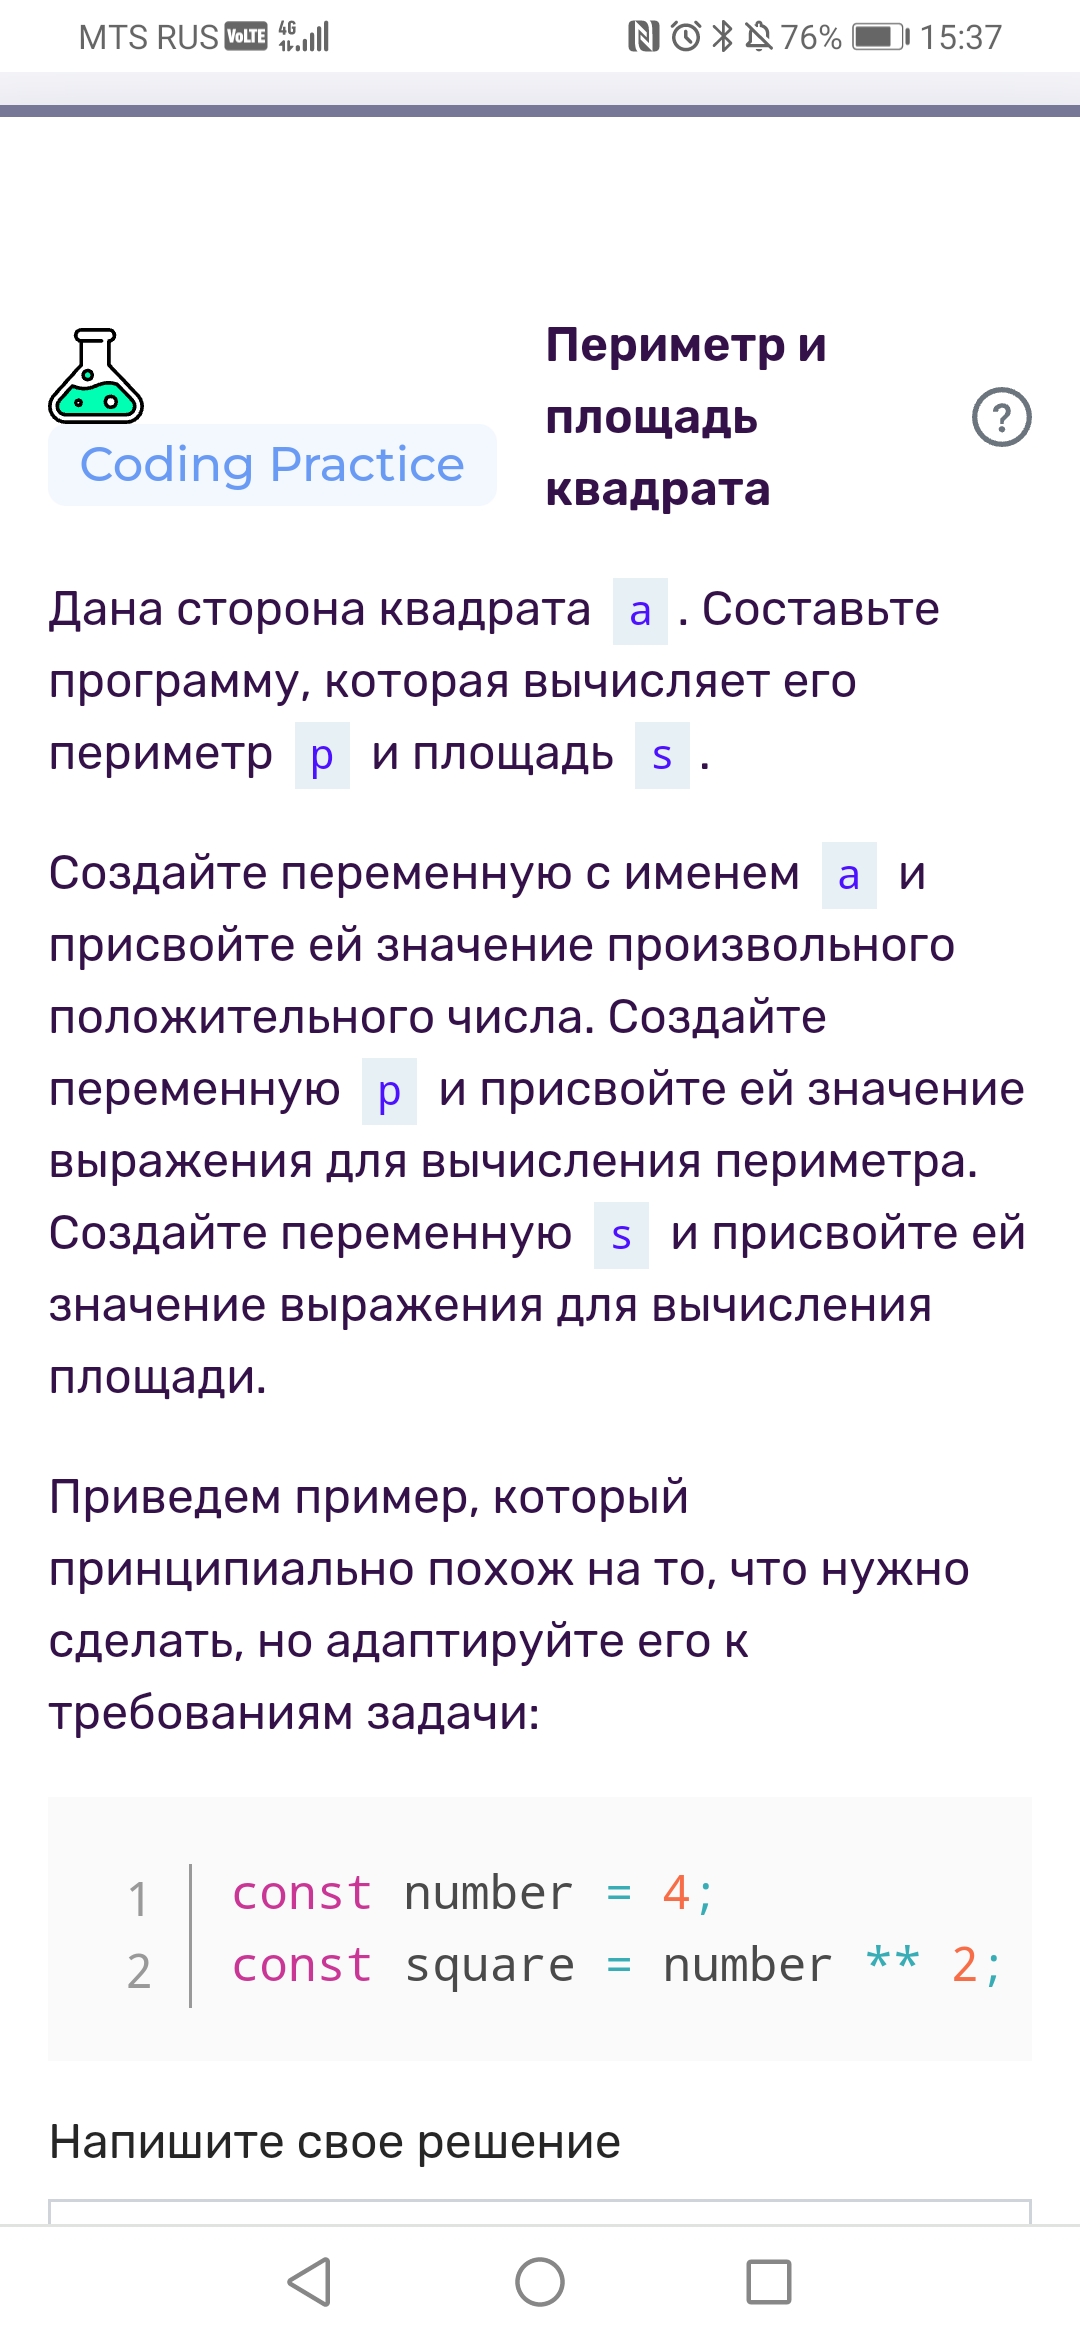 MTS RUS VoLTE 4G 76% 15:37
Периметр и
площадь
квадрата
?
Coding Practice
Дана сторона квадрата a . Составьте
программу, которая вычисляет его
периметр p и площадь s .
Создайте переменную с именем a и
присвойте ей значение произвольного
положительного числа. Создайте
переменную p и присвойте ей значение
выражения для вычисления периметра.
Создайте переменную s и присвойте ей
значение выражения для вычисления
площади.
Приведем пример, который
принципиально похож на то, что нужно
сделать, но адаптируйте его к
требованиям задачи:
1 const number = 4;
2 const square = number ** 2;
Напишите свое решение